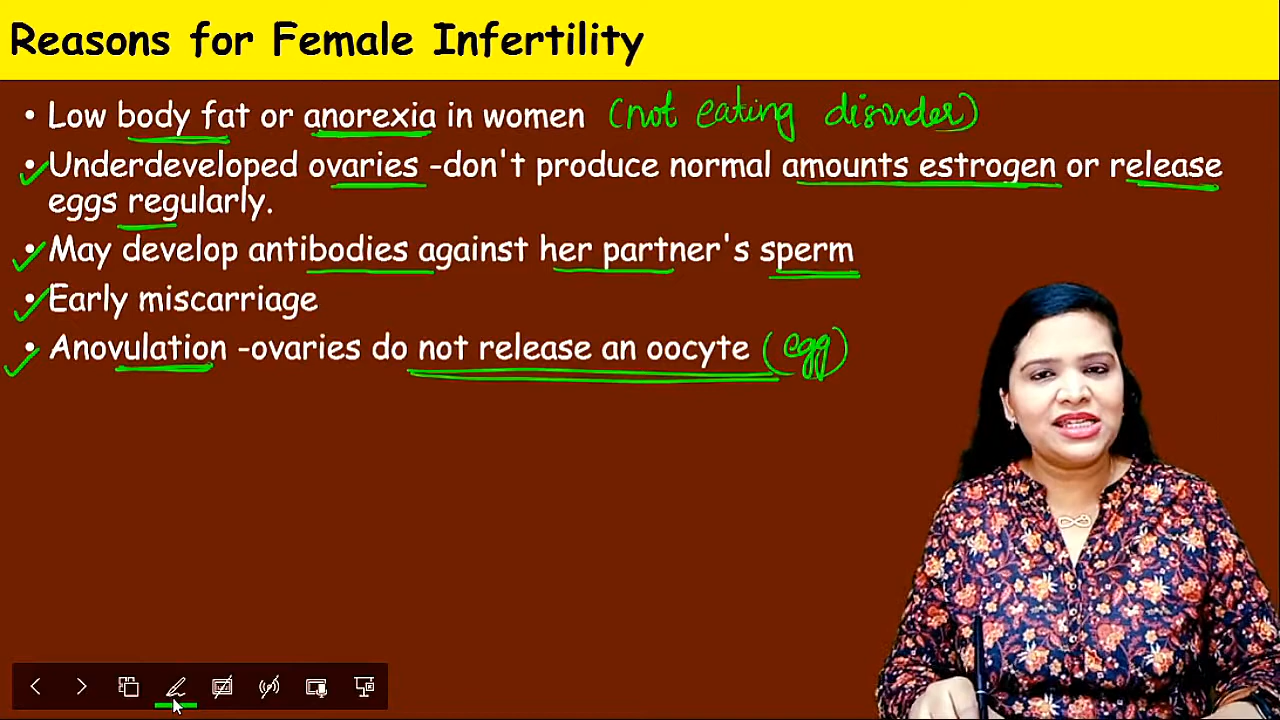 Reasons for Female Infertility
• Low body fat or anorexia in women (not eating disorder)
• Underdeveloped ovaries -don't produce normal amounts estrogen or release
eggs regularly.
• May develop antibodies against her partner's sperm
• Early miscarriage
• Anovulation -ovaries do not release an oocyte (egg)